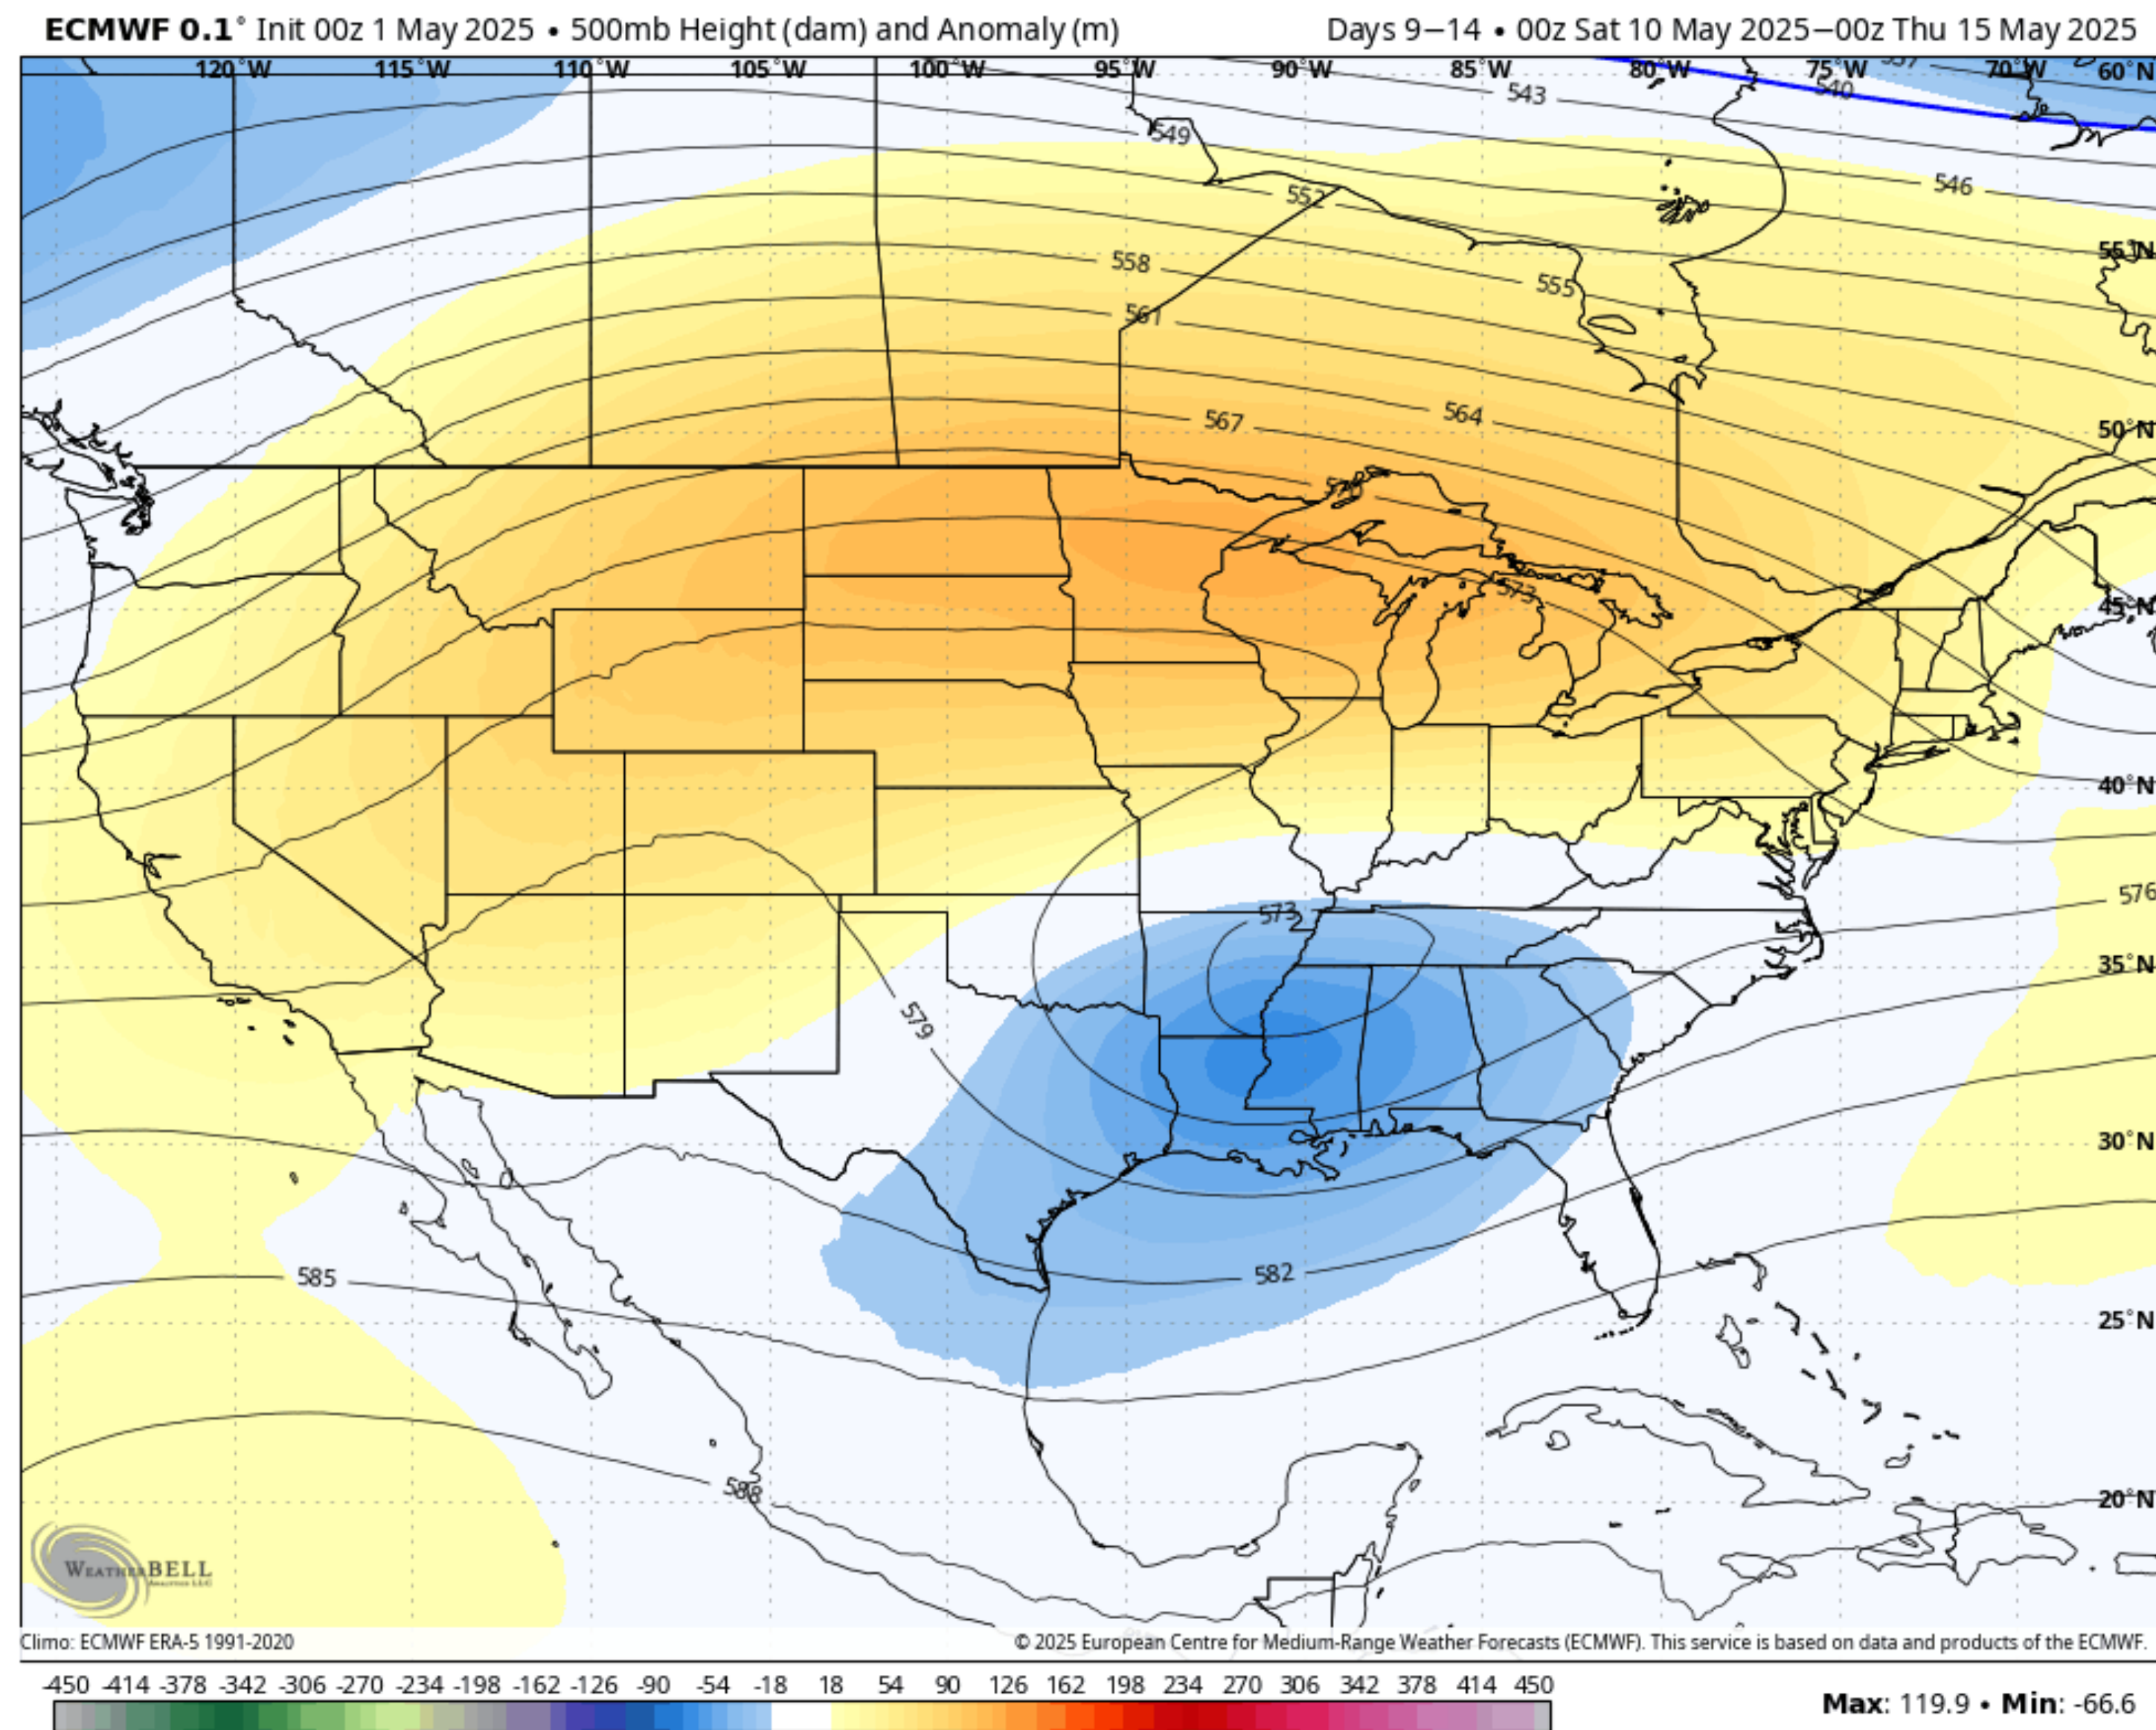 ECMWF 0.1° Init 00z 1 May 2025 • 500mb Height (dam) and Anomaly (m)
Days 9−14 • 00z Sat 10 May 2025−00z Thu 15 May 2025
120°W 115°W 110°W 105°W 100°W 95°W 90°W 85°W 80°W 75°W 70°W 60°N
537
543
540
549
546
552
55°N
558
555
561
564
567
50°N
570
573
45°N
40°N
576
573
35°N
579
30°N
582
585
25°N
588
20°N
WEATHERBELL
ANALYTICS LLC
Climo: ECMWF ERA-5 1991-2020
© 2025 European Centre for Medium-Range Weather Forecasts (ECMWF). This service is based on data and products of the ECMWF.
-450 -414 -378 -342 -306 -270 -234 -198 -162 -126 -90 -54 -18 18 54 90 126 162 198 234 270 306 342 378 414 450
Max: 119.9 • Min: -66.6